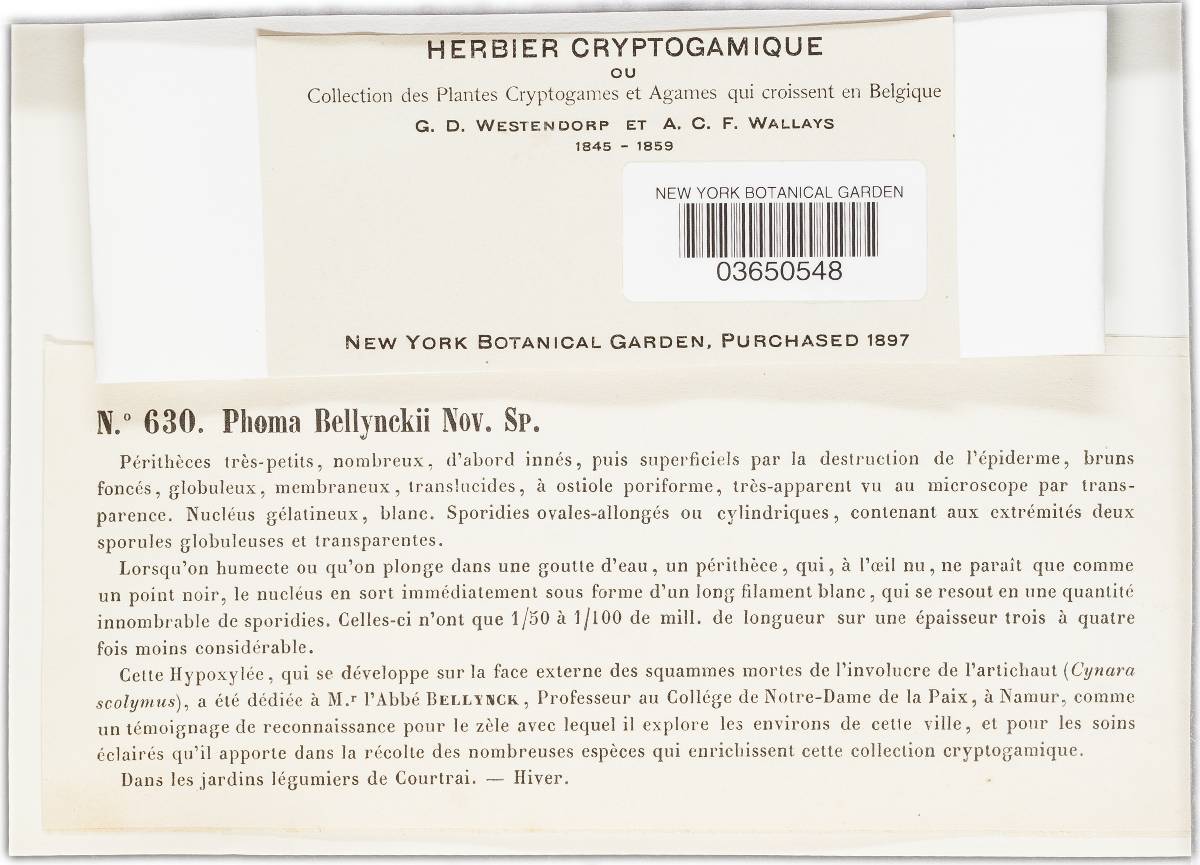 HERBIER CRYPTOGAMIQUE
OU
Collection des Plantes Cryptogames et Agames qui croissent en Belgique
G. D. WESTENDORP ET A. C. F. WALLAYS
1845 – 1859
NEW YORK BOTANICAL GARDEN
03650548
NEW YORK BOTANICAL GARDEN, PURCHASED 1897
N.º 630. Phoma Bellynckii Nov. Sp.
Périthèces très-petits, nombreux, d'abord innés, puis superficiels par la destruction de l'épiderme, bruns
foncés, globuleux, membraneux, translucides, à ostiole poriforme, très-apparent vu au microscope par trans-
parence. Nucléus gélatineux, blanc. Sporidies ovales-allongés ou cylindriques, contenant aux extrémités deux
sporules globuleuses et transparentes.
Lorsqu'on humecte ou qu'on plonge dans une goutte d'eau, un périthèce, qui, à l'œil nu, ne paraît que comme
un point noir, le nucléus en sort immédiatement sous forme d'un long filament blanc, qui se resout en une quantité
innombrable de sporidies. Celles-ci n'ont que 1/50 à 1/100 de mill. de longueur sur une épaisseur trois à quatre
fois moins considérable.
Cette Hypoxylée, qui se développe sur la face externe des squammes mortes de l'involucre de l'artichaut (Cynara
scolymus), a été dédiée à M.r l'Abbé BELLYNCK, Professeur au Collége de Notre-Dame de la Paix, à Namur, comme
un témoignage de reconnaissance pour le zèle avec lequel il explore les environs de cette ville, et pour les soins
éclairés qu'il apporte dans la récolte des nombreuses espèces qui enrichissent cette collection cryptogamique.
Dans les jardins légumiers de Courtrai. — Hiver.